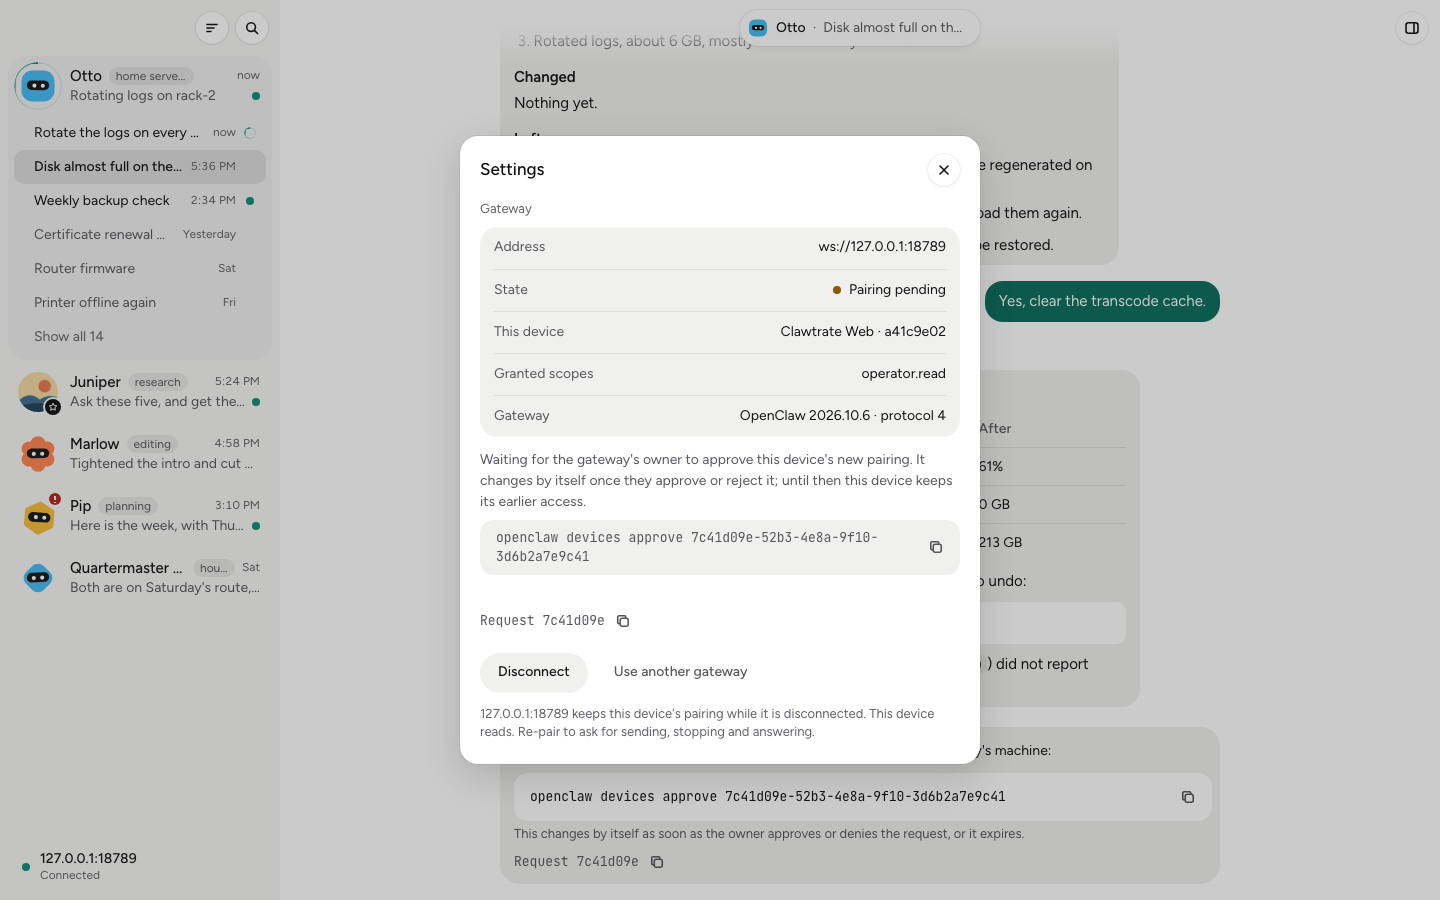 Otto home serve... now
Rotating logs on rack-2
Rotate the logs on every ... now
Disk almost full on the... 5:36 PM
Weekly backup check 2:34 PM
Certificate renewal ... Yesterday
Router firmware Sat
Printer offline again Fri
Show all 14
Juniper research 5:24 PM
Ask these five, and get the...
Marlow editing 4:58 PM
Tightened the intro and cut ...
Pip planning 3:10 PM
Here is the week, with Thu...
Quartermaster ... hou... Sat
Both are on Saturday's route,...
127.0.0.1:18789
Connected
Otto · Disk almost full on th...
3. Rotated logs, about 6 GB, mostly
Changed
Nothing yet.
e regenerated on
oad them again.
be restored.
Yes, clear the transcode cache.
After
61%
0 GB
213 GB
o undo:
) did not report
y's machine:
openclaw devices approve 7c41d09e-52b3-4e8a-9f10-3d6b2a7e9c41
This changes by itself as soon as the owner approves or denies the request, or it expires.
Request 7c41d09e
Settings
Gateway
Address ws://127.0.0.1:18789
State Pairing pending
This device Clawtrate Web · a41c9e02
Granted scopes operator.read
Gateway OpenClaw 2026.10.6 · protocol 4
Waiting for the gateway's owner to approve this device's new pairing. It
changes by itself once they approve or reject it; until then this device keeps
its earlier access.
openclaw devices approve 7c41d09e-52b3-4e8a-9f10-
3d6b2a7e9c41
Request 7c41d09e
Disconnect Use another gateway
127.0.0.1:18789 keeps this device's pairing while it is disconnected. This device
reads. Re-pair to ask for sending, stopping and answering.